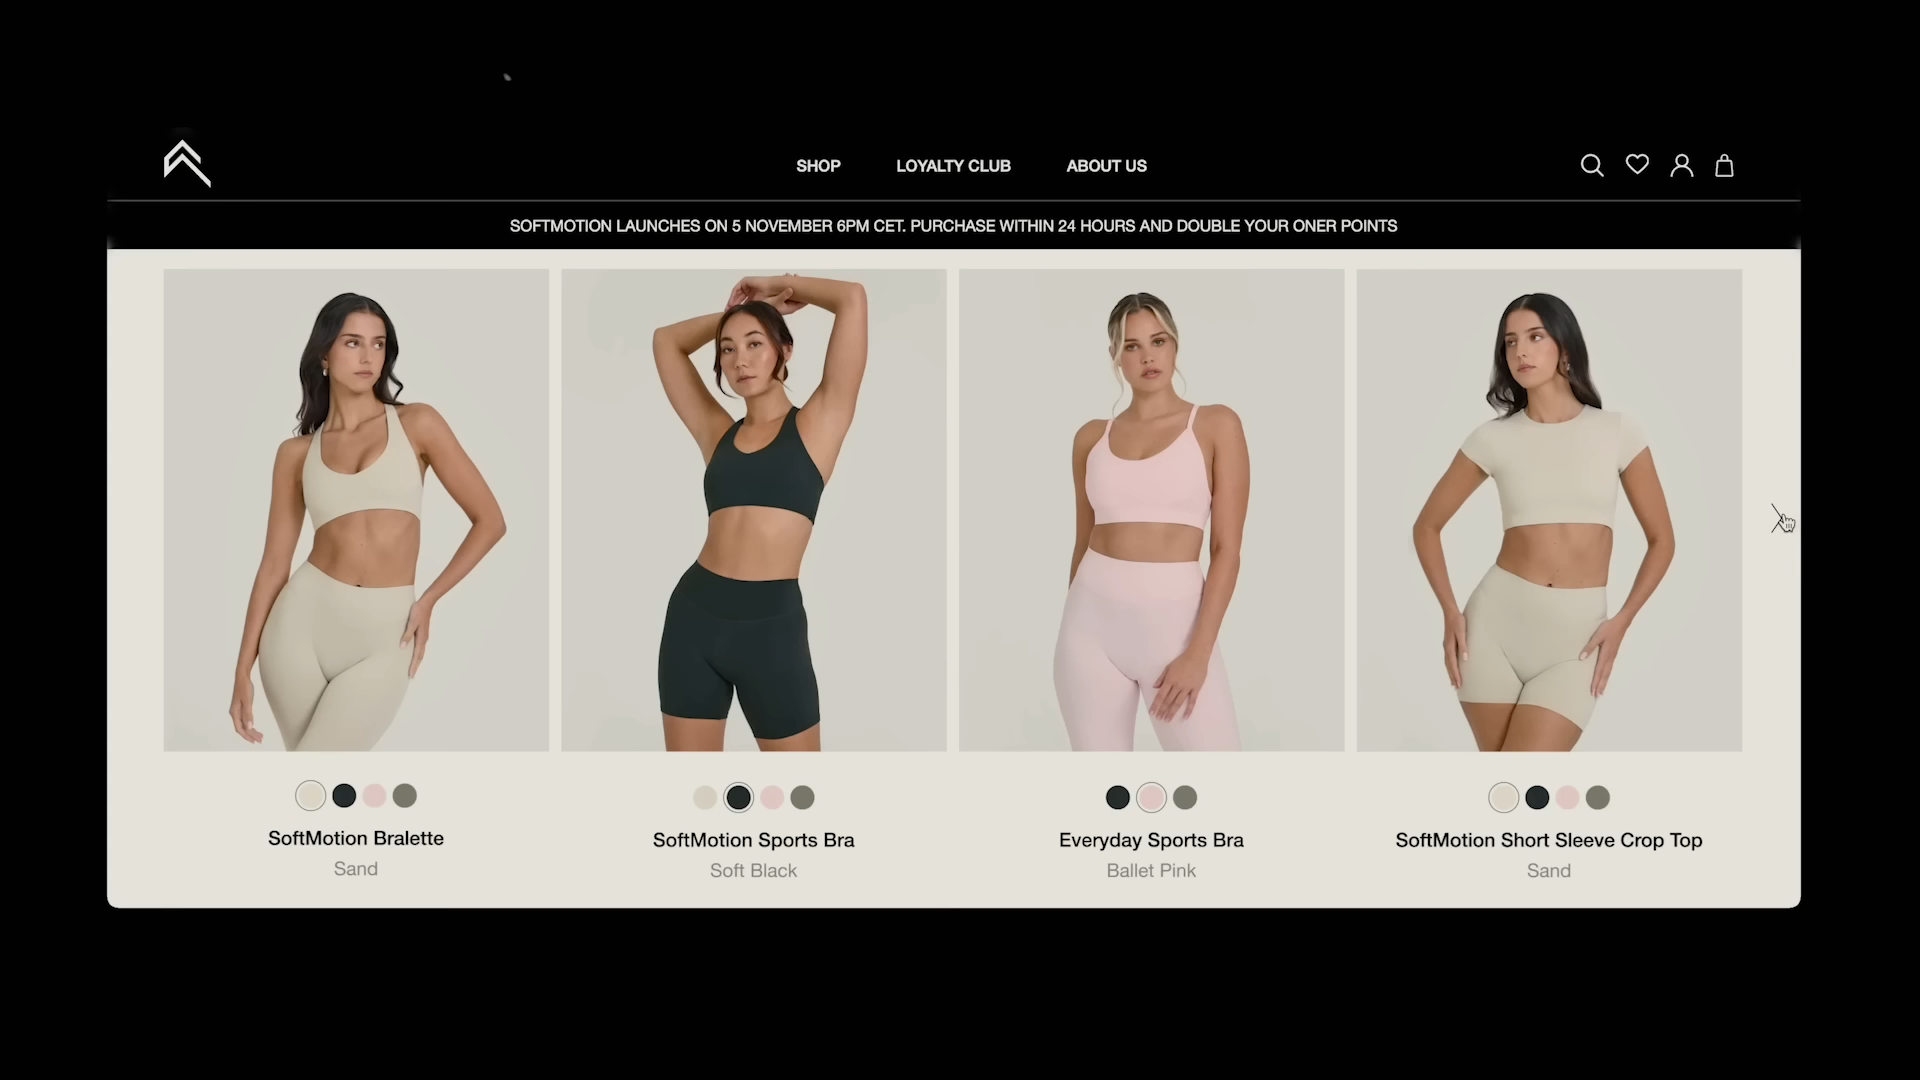 SHOP
LOYALTY CLUB
ABOUT US
SOFTMOTION LAUNCHES ON 5 NOVEMBER 6PM CET. PURCHASE WITHIN 24 HOURS AND DOUBLE YOUR ONER POINTS
SoftMotion Bralette
Sand
SoftMotion Sports Bra
Soft Black
Everyday Sports Bra
Ballet Pink
SoftMotion Short Sleeve Crop Top
Sand